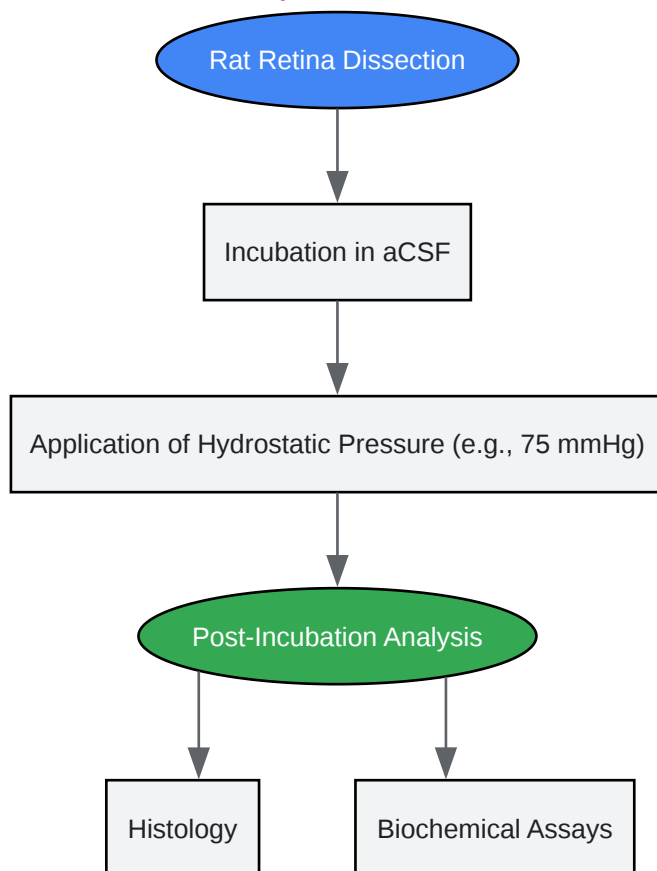 Rat Retina Dissection
Incubation in aCSF
Application of Hydrostatic Pressure (e.g., 75 mmHg)
Post-Incubation Analysis
Histology
Biochemical Assays